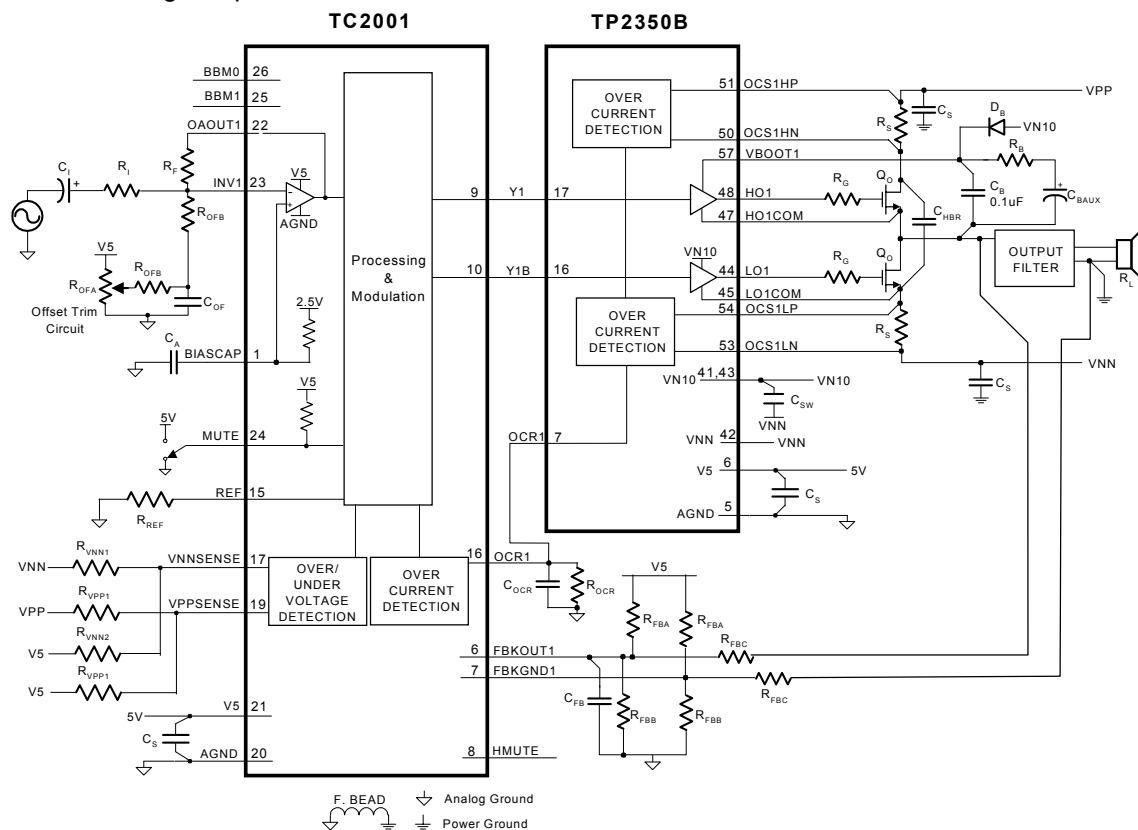 TC2001
TP2350B
BBM0 26
BBM1 25
OAOUT1 22
INV1 23
C_I +
R_I
R_F
R_OFB
V5
AGND
V5
R_OFA
R_OFB
C_OF
Offset Trim
Circuit
C_A
BIASCAP 1
2.5V
V5
5V
MUTE 24
REF 15
R_REF
Processing
&
Modulation
9 Y1 17
10 Y1B 16
VNN R_VNN1 VNNSENSE 17
VPP R_VPP1 VPPSENSE 19
V5 R_VNN2
V5 R_VPP1
OVER/
UNDER
VOLTAGE
DETECTION
OVER
CURRENT
DETECTION
16 OCR1
5V V5 21
C_S
AGND 20
6 FBKOUT1
7 FBKGND1
8 HMUTE
OVER
CURRENT
DETECTION
OVER
CURRENT
DETECTION
OCR1 7
C_OCR
R_OCR
51 OCS1HP
50 OCS1HN
57 VBOOT1
48 HO1
47 HO1COM
VN10
44 LO1
45 LO1COM
54 OCS1LP
53 OCS1LN
VN10 41,43 VN10
C_SW
VNN
VNN 42 VNN
V5 6 5V
C_S
AGND 5
C_S
VPP
R_S
D_B
VN10
R_B
C_B
0.1uF
+
C_BAUX
R_G
Q_O
C_HBR
R_G
Q_O
R_S
OUTPUT
FILTER
R_L
VNN
C_S
V5
R_FBA
R_FBA
R_FBC
R_FBC
C_FB
R_FBB
R_FBB
F. BEAD
Analog Ground
Power Ground